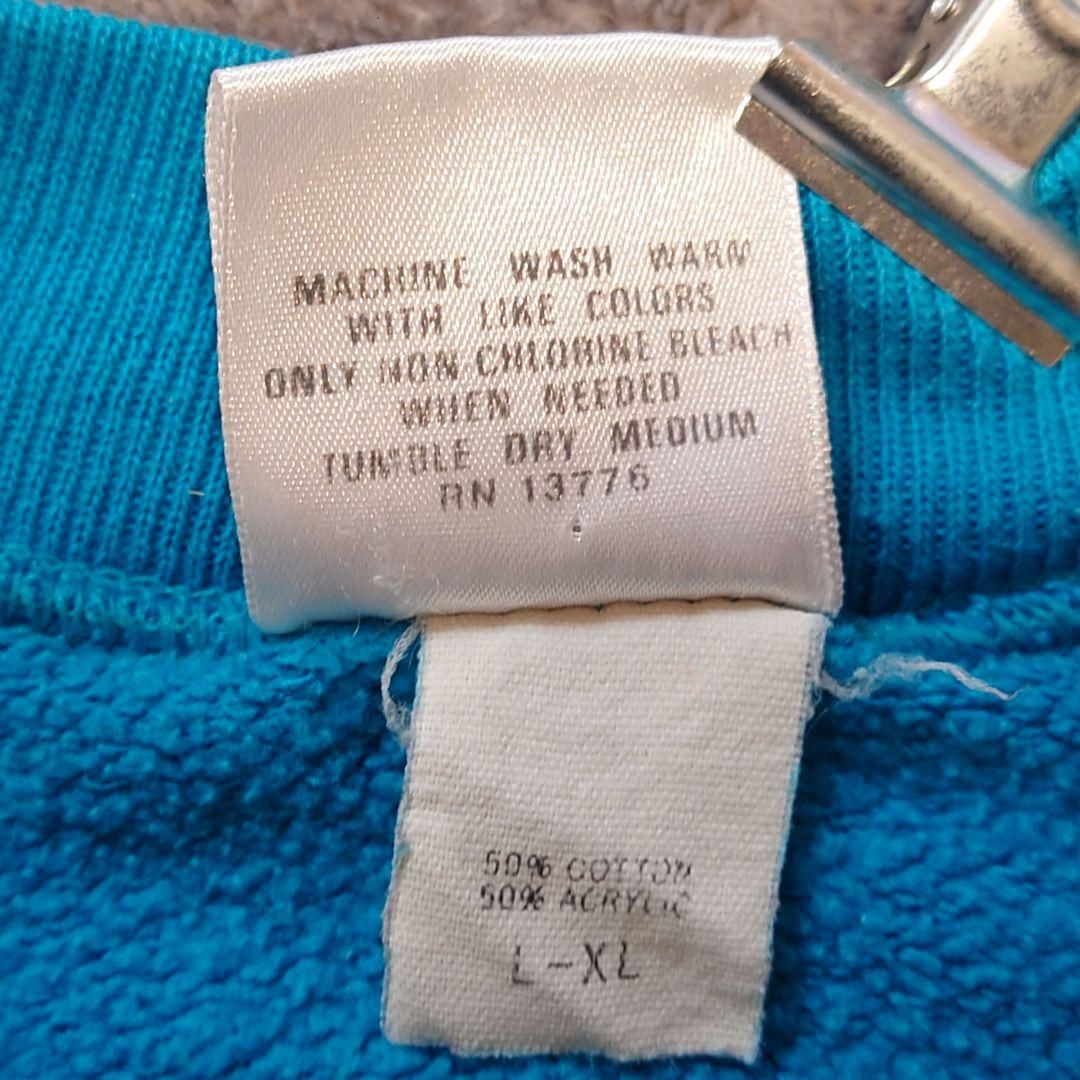 MACHINE WASH WARM
WITH LIKE COLORS
ONLY NON CHLORINE BLEACH
WHEN NEEDED
TUMBLE DRY MEDIUM
RN 13776
50% COTTON
50% ACRYLIC
L-XL